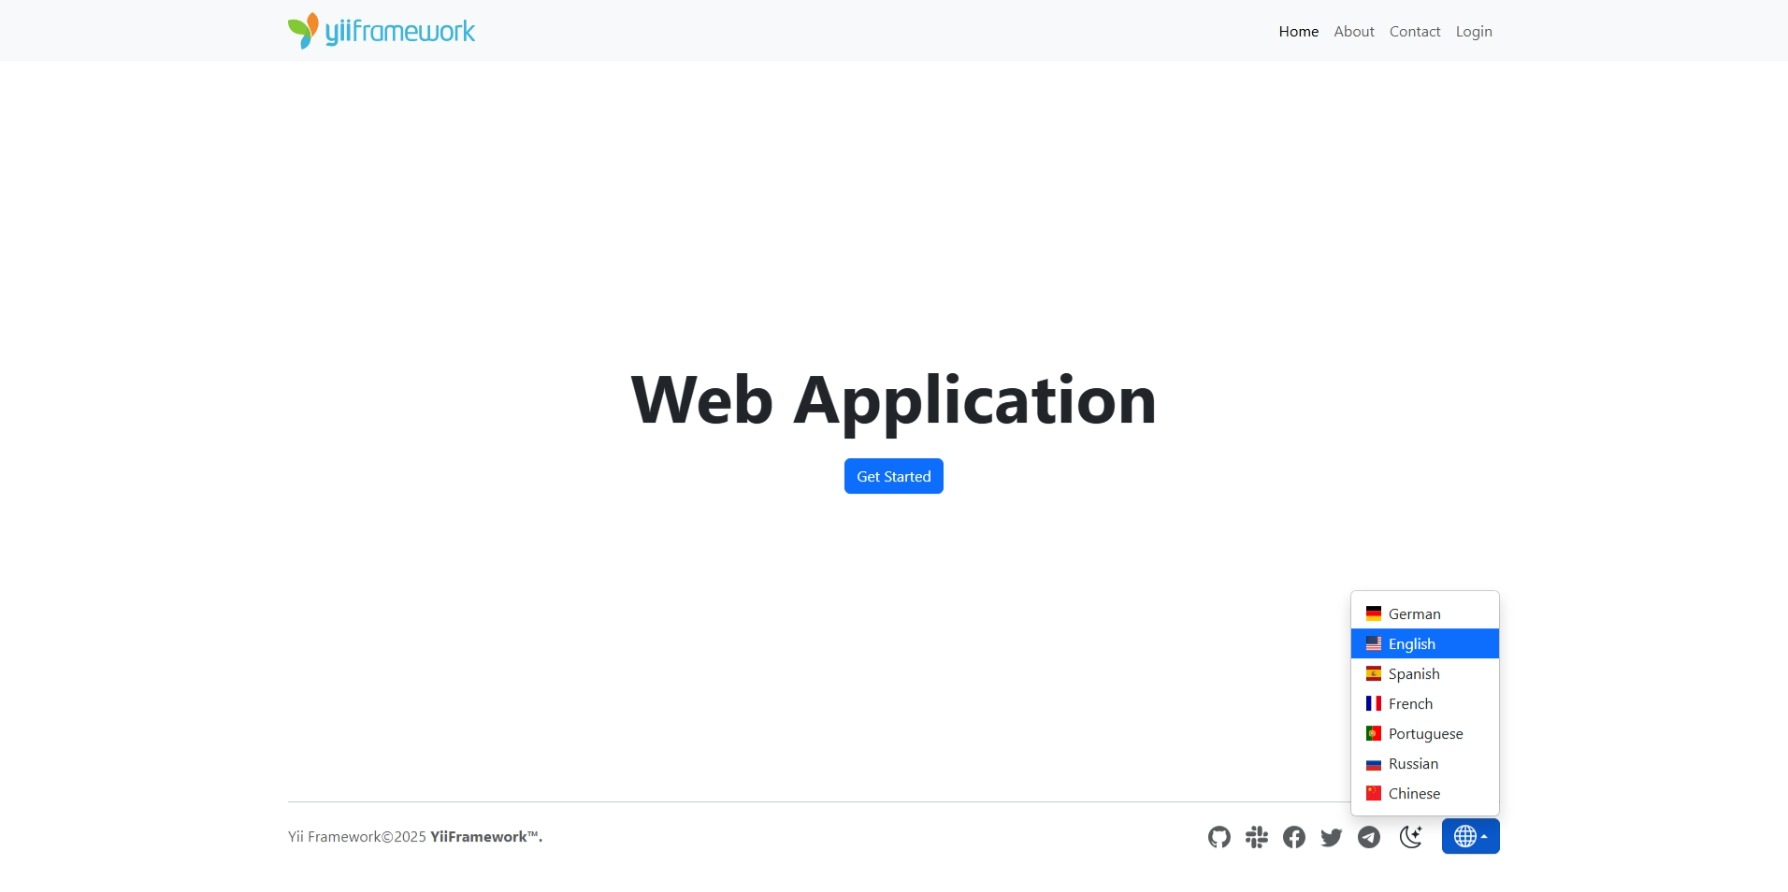 yiiframework
Home About Contact Login
Web Application
Get Started
German
English
Spanish
French
Portuguese
Russian
Chinese
Yii Framework©2025 YiiFramework™.